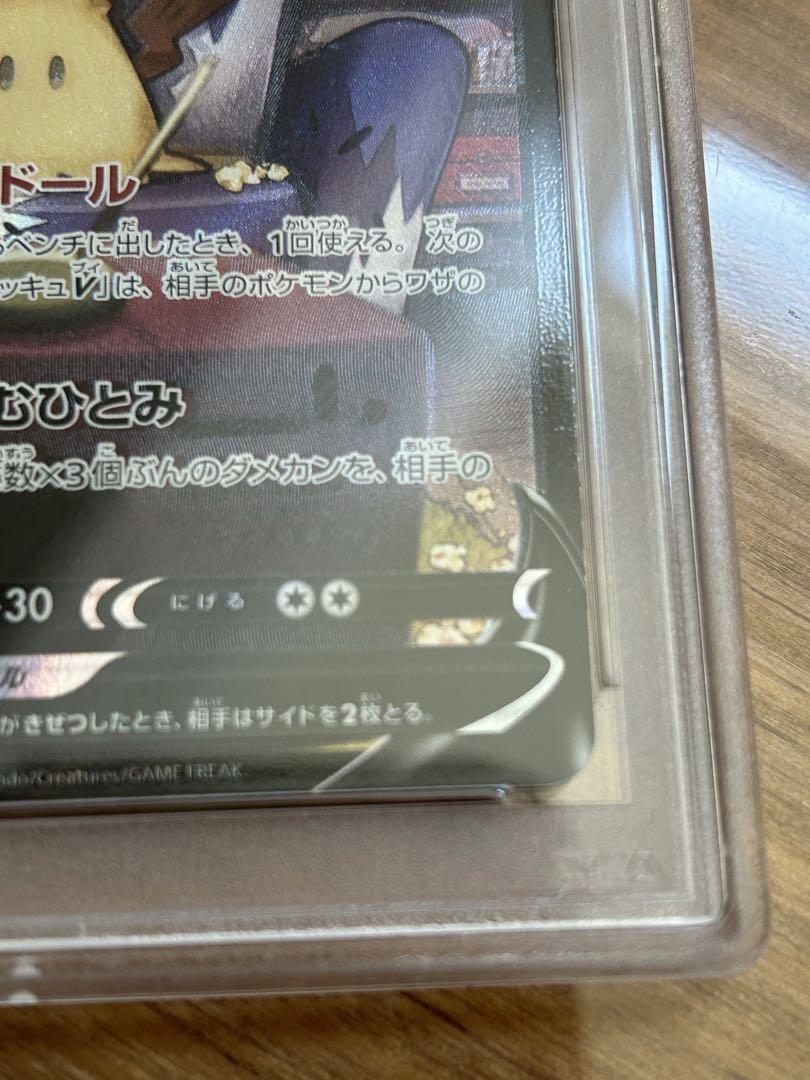 ドール
ベンチに出したとき、1回使える。次の
ッキュV」は、相手のポケモンからワザの
むひとみ
数×3個ぶんのダメカンを、相手の
30 にげる
ル
がきぜつしたとき、相手はサイドを2枚とる。
ndo/Creatures/GAME FREAK